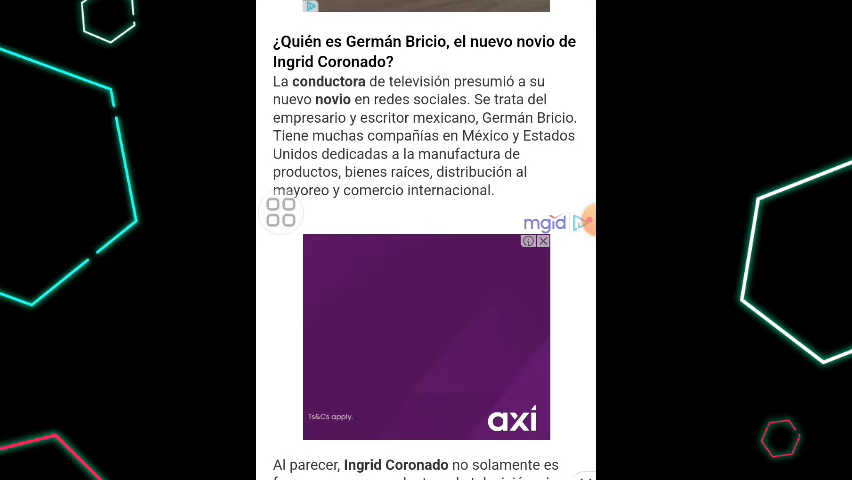 ¿Quién es Germán Bricio, el nuevo novio de
Ingrid Coronado?
La conductora de televisión presumió a su
nuevo novio en redes sociales. Se trata del
empresario y escritor mexicano, Germán Bricio.
Tiene muchas compañías en México y Estados
Unidos dedicadas a la manufactura de
productos, bienes raíces, distribución al
mayoreo y comercio internacional.
mgid
Ts&Cs apply.
axi
Al parecer, Ingrid Coronado no solamente es